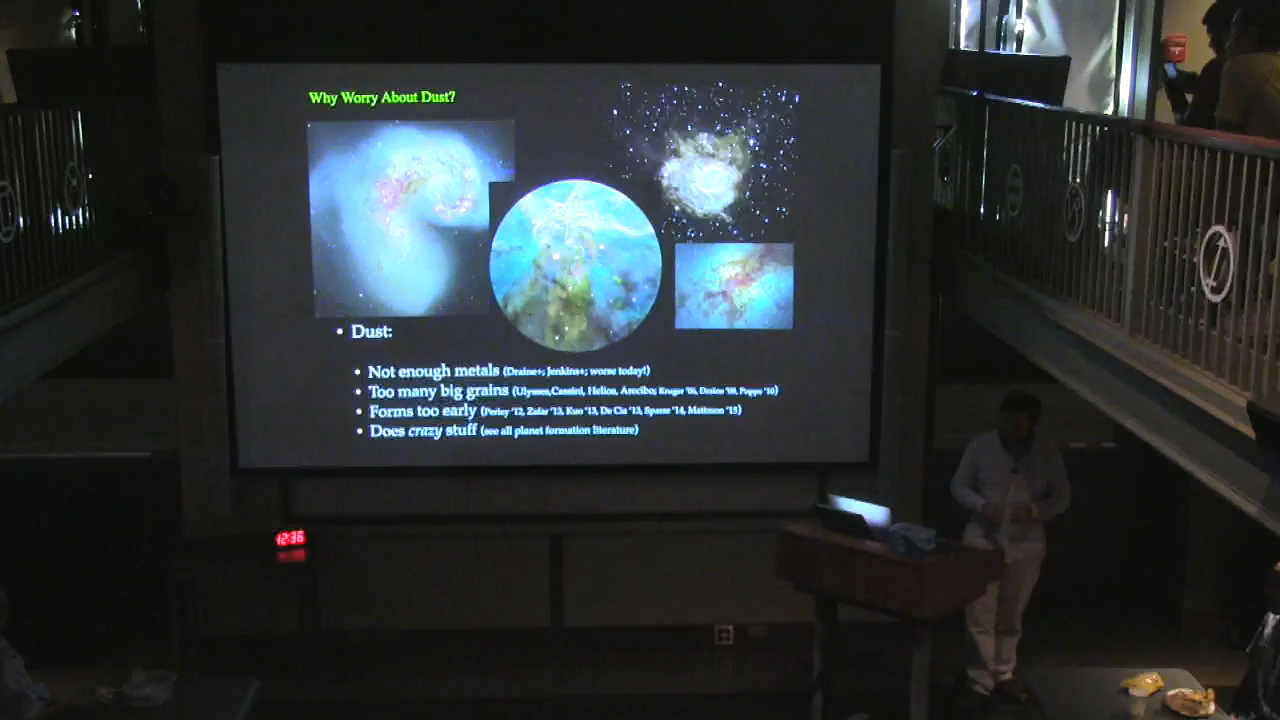 Why Worry About Dust?
• Dust:
• Not enough metals (Draine+; Jenkins+; worse today!)
• Too many big grains (Ulysses, Cassini, Helios, Arecibo; Kruger '06, Draine '09, Poppe '10)
• Forms too early (Perley '12, Zafar '13, Kuo '13, De Cia '13, Sparre '14, Mattsson '15)
• Does crazy stuff (see all planet formation literature)
12:36